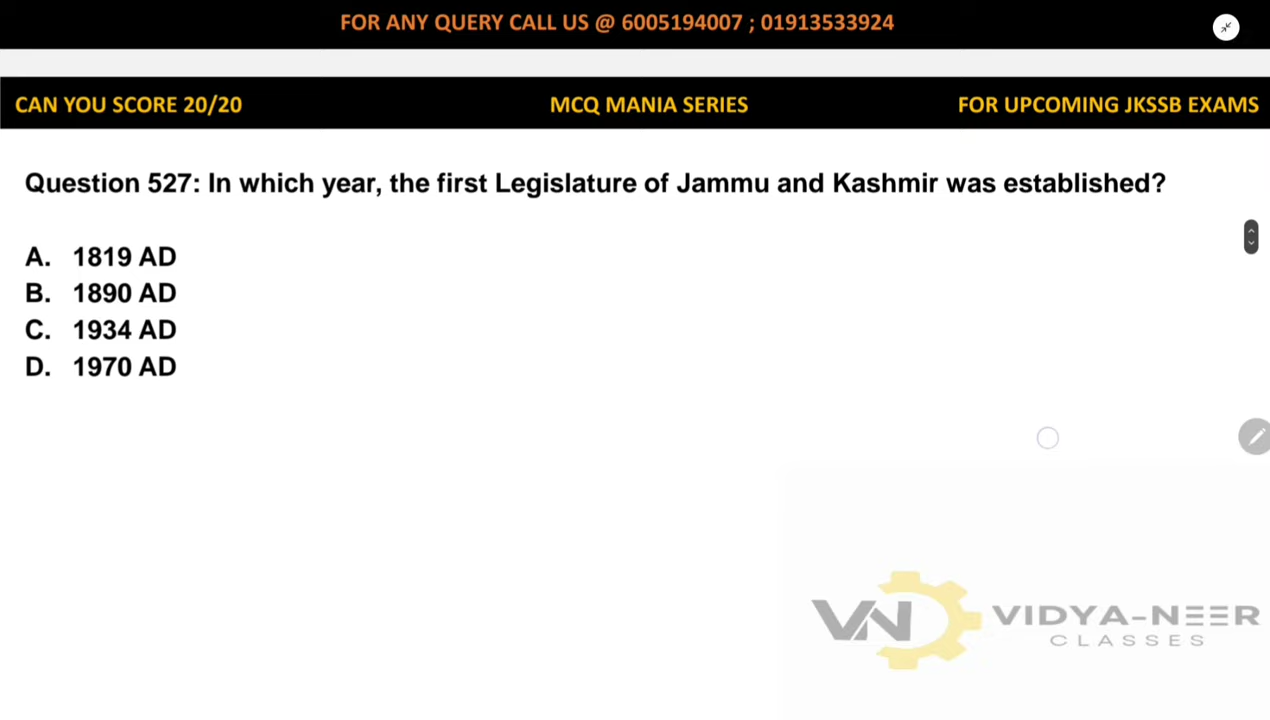 FOR ANY QUERY CALL US @ 6005194007 ; 01913533924
CAN YOU SCORE 20/20 MCQ MANIA SERIES FOR UPCOMING JKSSB EXAMS
Question 527: In which year, the first Legislature of Jammu and Kashmir was established?
A. 1819 AD
B. 1890 AD
C. 1934 AD
D. 1970 AD
VN VIDYA-NEER
CLASSES